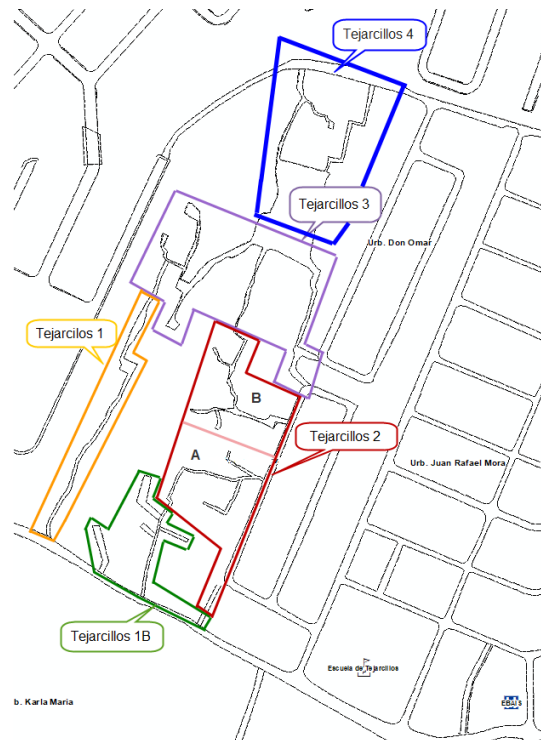 Tejarcillos 4
Tejarcillos 3
Urb. Don Omar
Tejarcilos 1
B
Tejarcillos 2
A
Urb. Juan Rafael Mora
Tejarcillos 1B
Escuela de Tejarcillos
b. Karla Maria
EBAIS